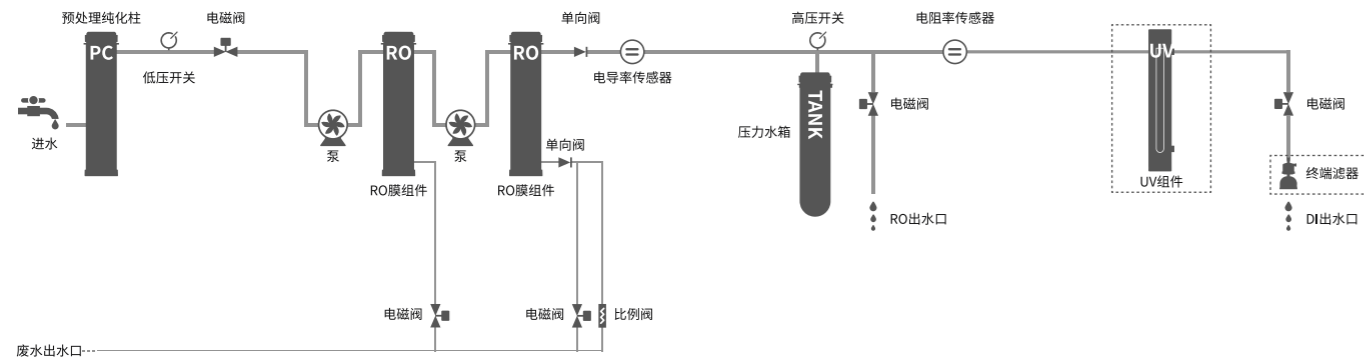 预处理纯化柱
电磁阀
单向阀
高压开关
电阻率传感器
PC
RO
RO
UV
低压开关
电导率传感器
TANK
电磁阀
电磁阀
压力水箱
进水
泵
泵
单向阀
终端滤器
RO膜组件
RO膜组件
UV组件
RO出水口
DI出水口
电磁阀
电磁阀
比例阀
废水出水口